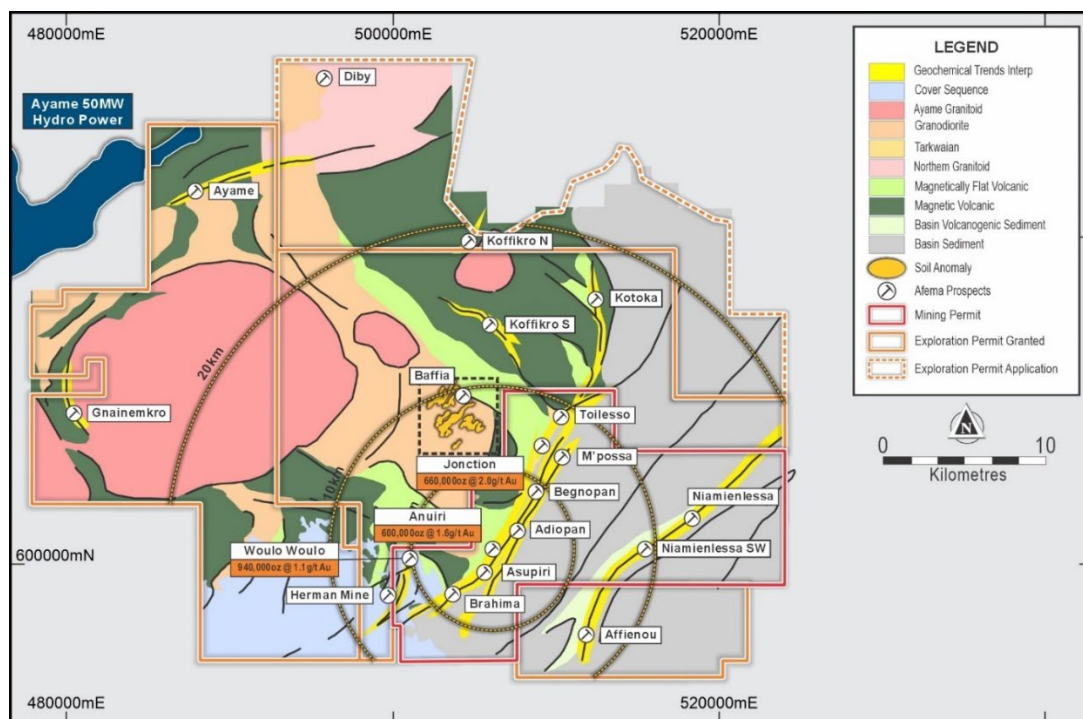 480000mE
500000mE
520000mE
Diby
Ayame 50MW
Hydro Power
Ayame
Koffikro N
Kotoka
Koffikro S
20km
Baffia
Gnainemkro
Toilesso
M'possa
Jonction
660,000oz @ 2.0g/t Au
10km
Begnopan
Niamienlessa
Anuiri
600,000oz @ 1.6g/t Au
Adiopan
600000mN
Woulo Woulo
940,000oz @ 1.1g/t Au
Niamienlessa SW
Asupiri
Herman Mine
Brahima
Affienou
480000mE
520000mE
LEGEND
Geochemical Trends Interp
Cover Sequence
Ayame Granitoid
Granodiorite
Tarkwaian
Northern Granitoid
Magnetically Flat Volcanic
Magnetic Volcanic
Basin Volcanogenic Sediment
Basin Sediment
Soil Anomaly
Afema Prospects
Mining Permit
Exploration Permit Granted
Exploration Permit Application
N
0 10
Kilometres